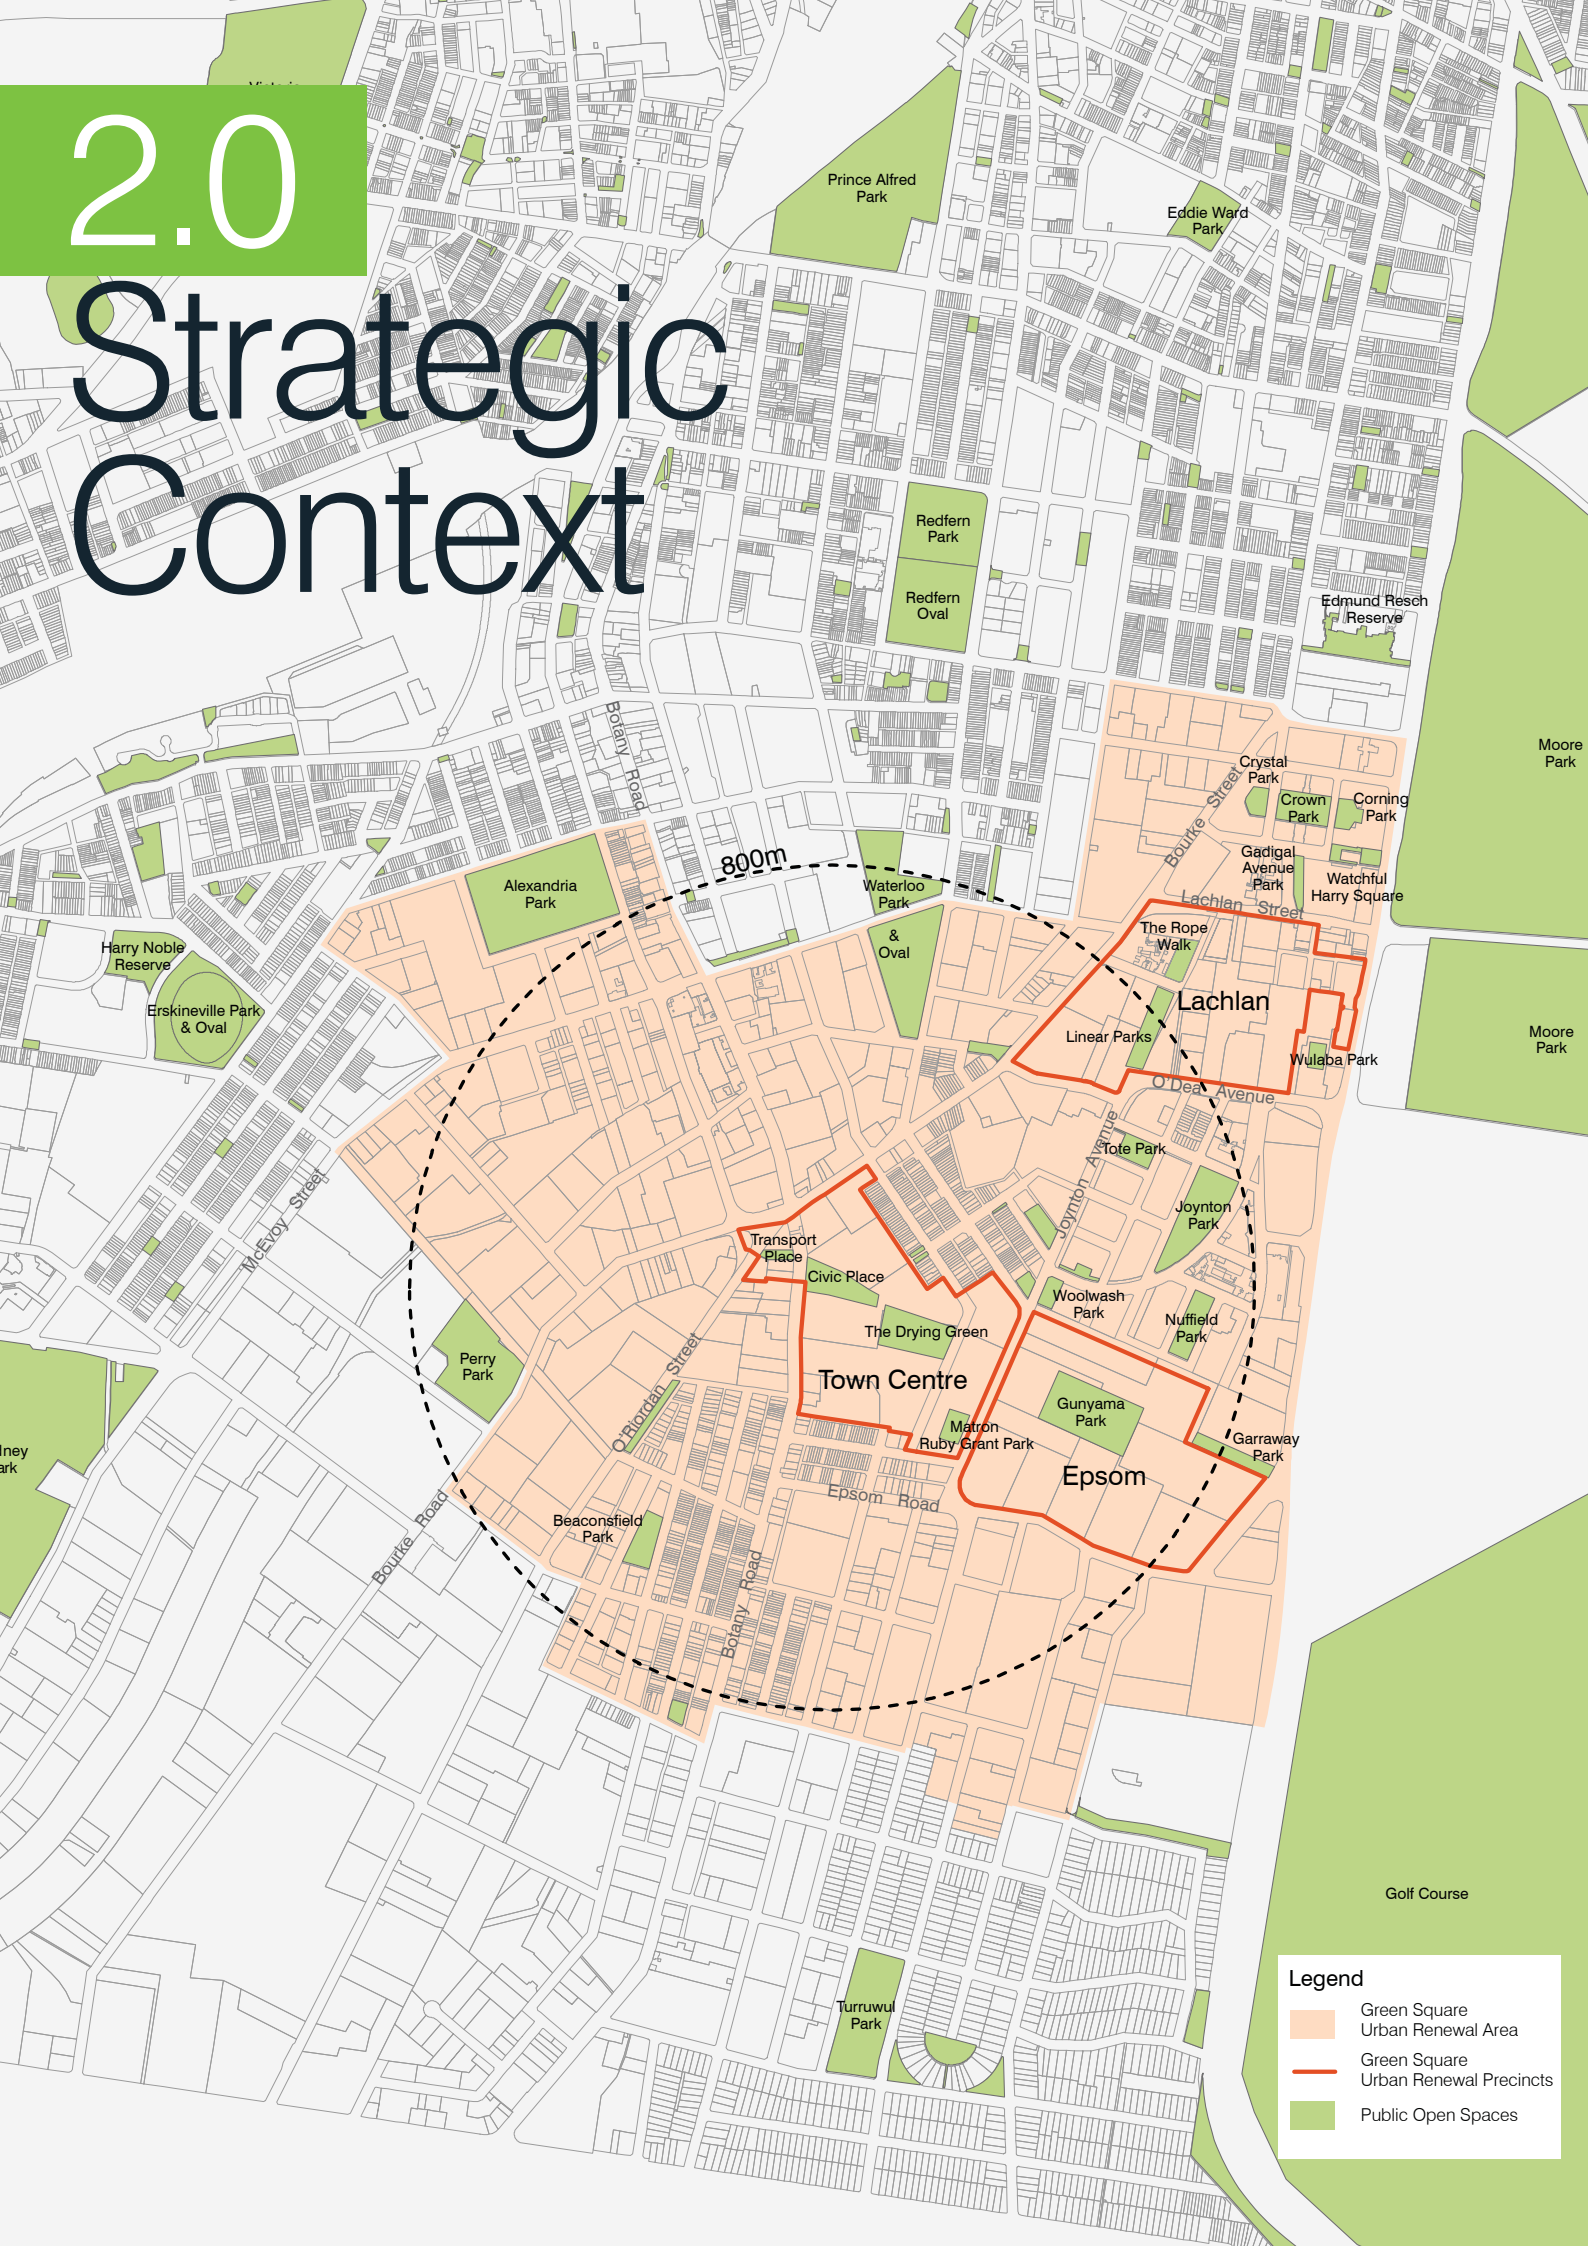 2.0
Strategic
Context
Prince Alfred
Park
Eddie Ward
Park
Redfern
Park
Redfern
Oval
Edmund Resch
Reserve
Moore
Park
Botany Road
Crystal
Park
Crown
Park
Corning
Park
Bourke Street
Gadigal
Avenue
Park
Watchful
Harry Square
800m
Alexandria
Park
Waterloo
Park
&
Oval
Lachlan Street
The Rope
Walk
Harry Noble
Reserve
Erskineville Park
& Oval
Lachlan
Linear Parks
Wulaba Park
Moore
Park
O'Dea Avenue
Joynton Avenue
Tote Park
Joynton
Park
McEvoy Street
Transport
Place
Civic Place
Woolwash
Park
Nuffield
Park
The Drying Green
Perry
Park
Town Centre
O'Riordan Street
Gunyama
Park
Matron
Ruby Grant Park
Garraway
Park
Epsom
Epsom Road
Beaconsfield
Park
Bourke Road
Botany Road
Golf Course
Turruwul
Park
Legend
Green Square
Urban Renewal Area
Green Square
Urban Renewal Precincts
Public Open Spaces